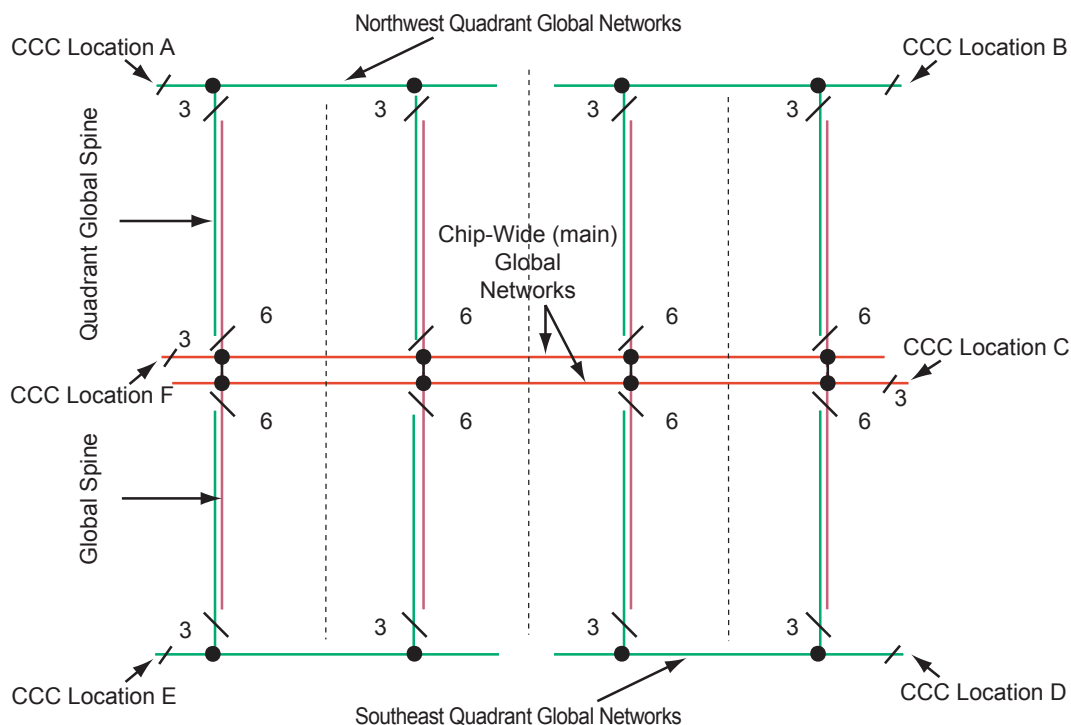 Northwest Quadrant Global Networks
CCC Location A
CCC Location B
3
3
3
3
Quadrant Global Spine
Chip-Wide (main)
Global
Networks
6
6
6
6
3
CCC Location C
CCC Location F
3
6
6
6
6
Global Spine
3
3
3
3
CCC Location E
CCC Location D
Southeast Quadrant Global Networks